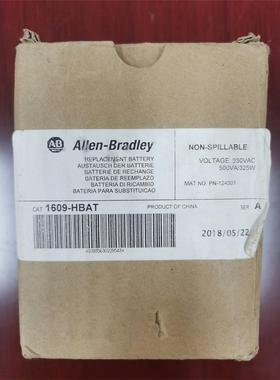 AB
Allen-Bradley
REPLACEMENT BATTERY
AUSTAUSCH DER BATTERIE
BATTERIE DE RECHANGE
BATERIA DE REEMPLAZO
BATTERIA DI RICAMBIO
BATERIA PARA SUBSTITUICAO
NON-SPILLABLE
VOLTAGE: 230VAC
500VA/325W
MAT NO. PN-124301
CAT 1609-HBAT
PRODUCT OF CHINA
SER A
2018/05/22